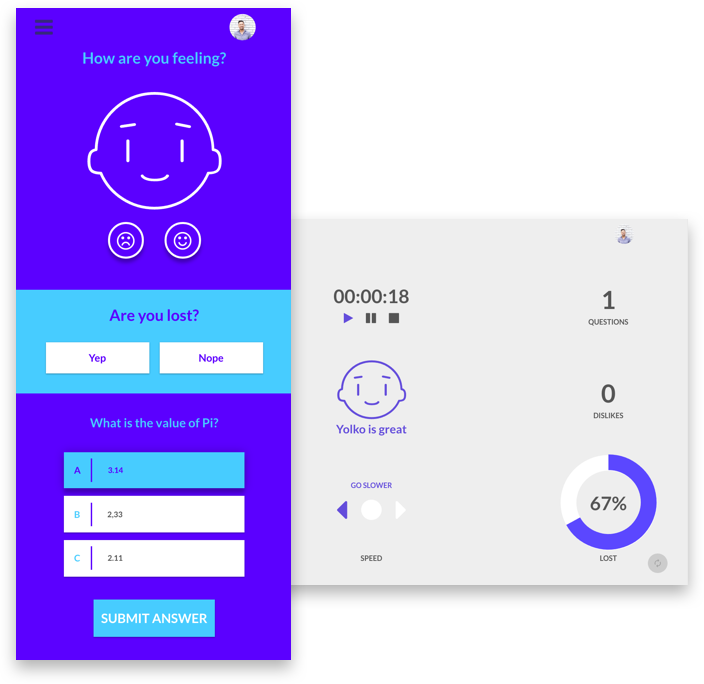 How are you feeling?
Are you lost?
Yep
Nope
What is the value of Pi?
A 3.14
B 2,33
C 2.11
SUBMIT ANSWER
00:00:18
Yolko is great
GO SLOWER
SPEED
1
QUESTIONS
0
DISLIKES
67%
LOST